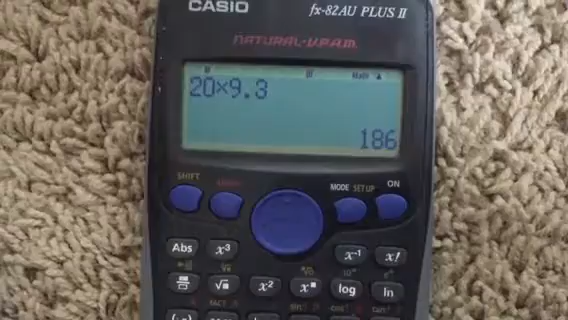 CASIO fx-82AU PLUS II
NATURAL-V.P.A.M.
Math ▲
20×9.3
186
SHIFT MODE SETUP ON
Abs x³ x⁻¹ x!
√■ x² x■ log ln